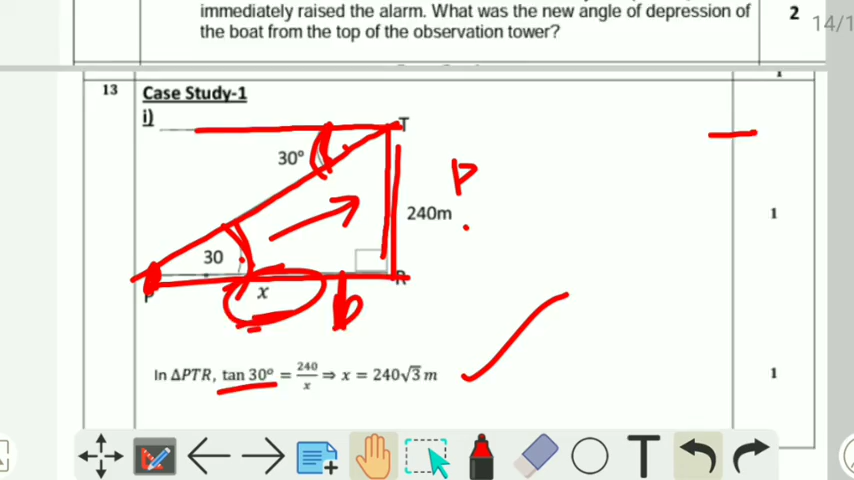 immediately raised the alarm. What was the new angle of depression of
the boat from the top of the observation tower?
2
14/1
13
Case Study-1
i)
T
30°
P
240m
1
30
R
P
x
b
In ΔPTR, tan 30° = 240/x ⇒ x = 240√3 m
1
T